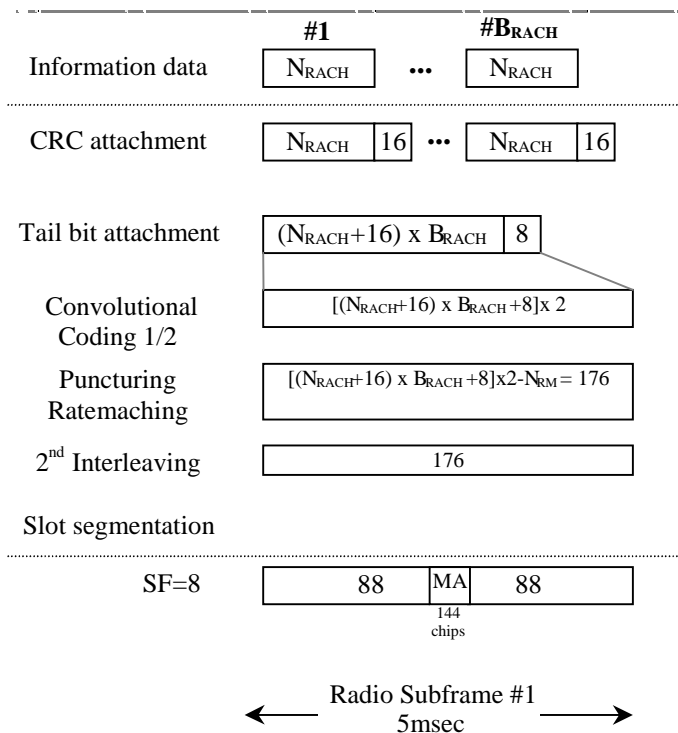 #1 #BRACH
Information data NRACH ... NRACH
CRC attachment NRACH 16 ... NRACH 16
Tail bit attachment (NRACH+16) x BRACH 8
Convolutional [(NRACH+16) x BRACH+8]x 2
Coding 1/2
Puncturing [(NRACH+16) x BRACH+8]x2-NRM = 176
Ratemaching
2nd Interleaving 176
Slot segmentation
SF=8 88 MA 88
144
chips
Radio Subframe #1
5msec